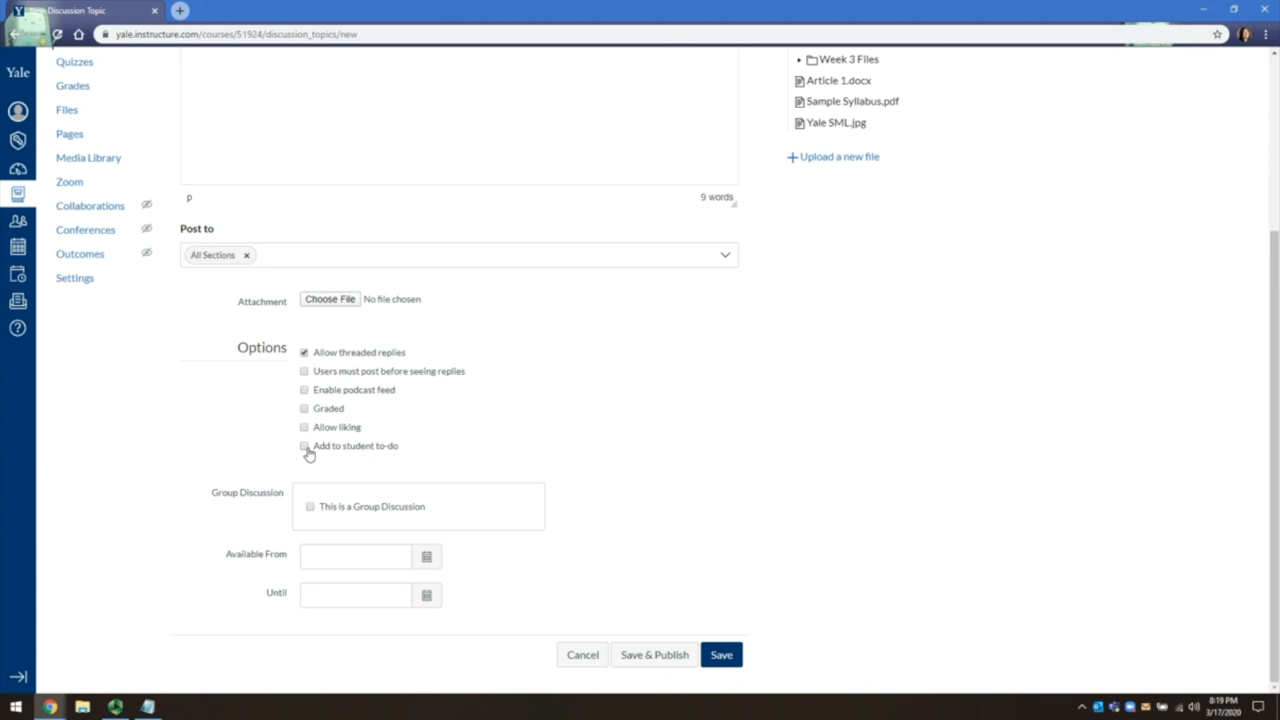 New Discussion Topic
yale.instructure.com/courses/51924/discussion_topics/new
Yale
Quizzes
Grades
Files
Pages
Media Library
Zoom
Collaborations
Conferences
Outcomes
Settings
p
9 words
Post to
All Sections
Attachment
Choose File No file chosen
Options
Allow threaded replies
Users must post before seeing replies
Enable podcast feed
Graded
Allow liking
Add to student to-do
Group Discussion
This is a Group Discussion
Available From
Until
Cancel
Save & Publish
Save
Week 3 Files
Article 1.docx
Sample Syllabus.pdf
Yale SML.jpg
Upload a new file
8:19 PM
3/17/2020